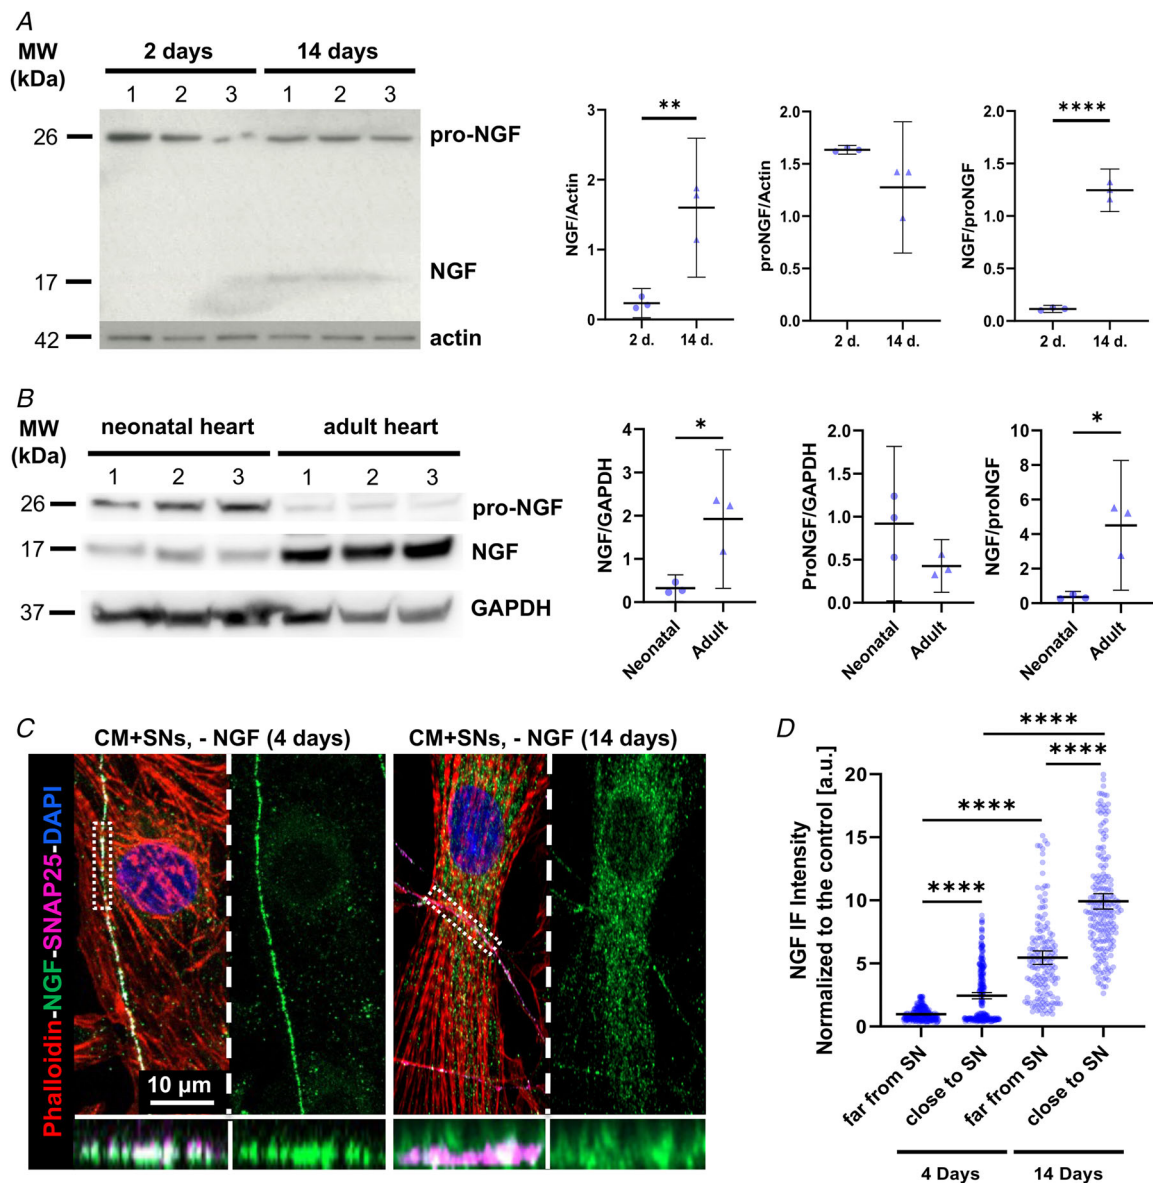 A
MW
(kDa)
2 days
14 days
1 2 3 1 2 3
26
pro-NGF
17
NGF
42
actin
NGF/Actin
3
2
1
0
**
2 d. 14 d.
proNGF/Actin
2.0
1.5
1.0
0.5
0.0
2 d. 14 d.
NGF/proNGF
2.0
1.5
1.0
0.5
0.0
****
2 d. 14 d.
B
MW
(kDa)
neonatal heart
adult heart
1 2 3 1 2 3
26
pro-NGF
17
NGF
37
GAPDH
NGF/GAPDH
4
3
2
1
0
*
Neonatal
Adult
ProNGF/GAPDH
2.0
1.5
1.0
0.5
0.0
Neonatal
Adult
NGF/proNGF
10
8
6
4
2
0
*
Neonatal
Adult
C
CM+SNs, - NGF (4 days)
CM+SNs, - NGF (14 days)
Phalloidin-NGF-SNAP25-DAPI
10 µm
D
NGF IF Intensity
Normalized to the control [a.u.]
20
15
10
5
0
****
****
****
****
far from SN
close to SN
far from SN
close to SN
4 Days
14 Days